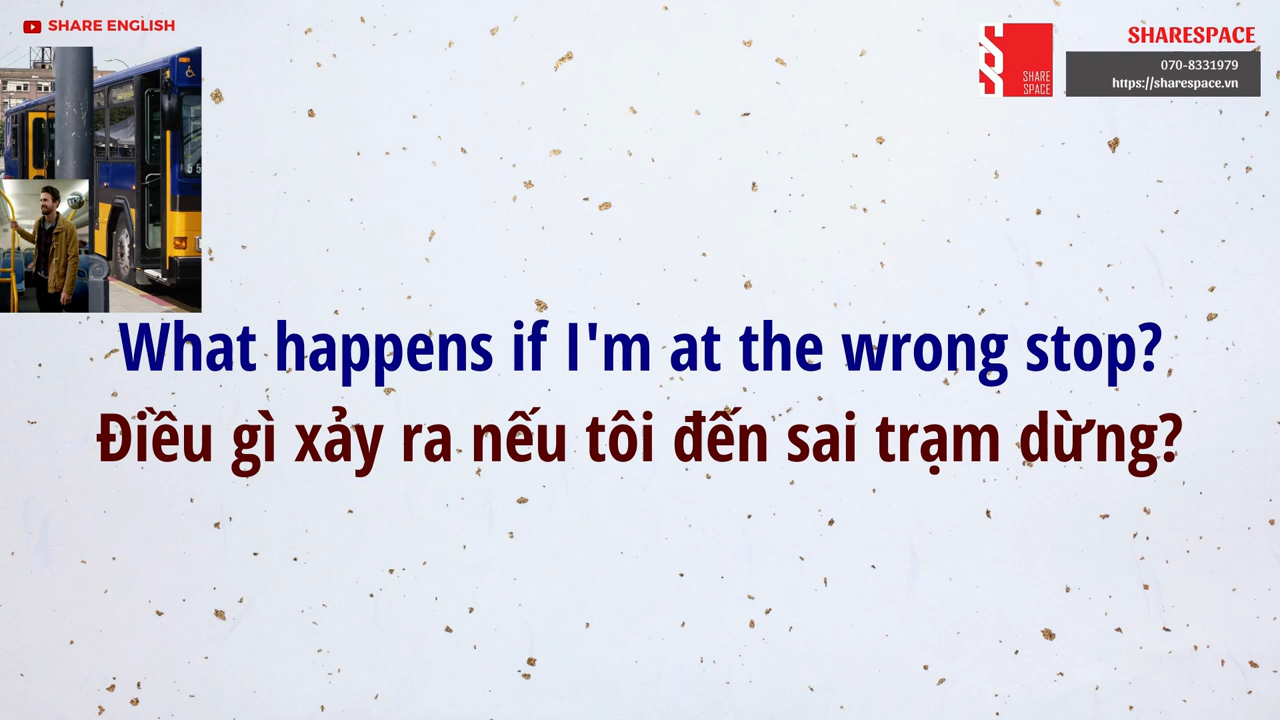 SHARE ENGLISH
SHARESPACE
070-8331979
https://sharespace.vn
SHARE
SPACE
What happens if I'm at the wrong stop?
Điều gì xảy ra nếu tôi đến sai trạm dừng?